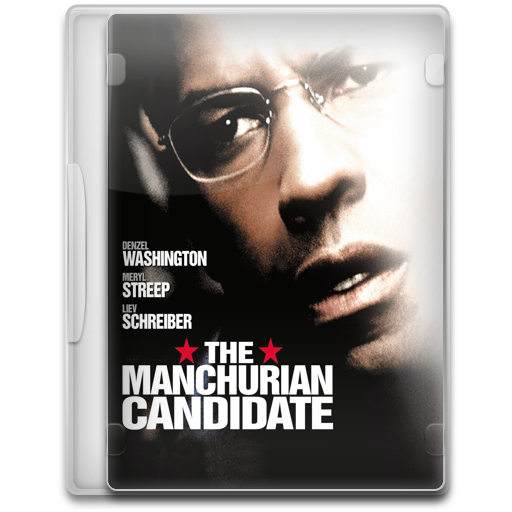 DENZEL
WASHINGTON
MERYL
STREEP
LIEV
SCHREIBER
THE
MANCHURIAN
CANDIDATE